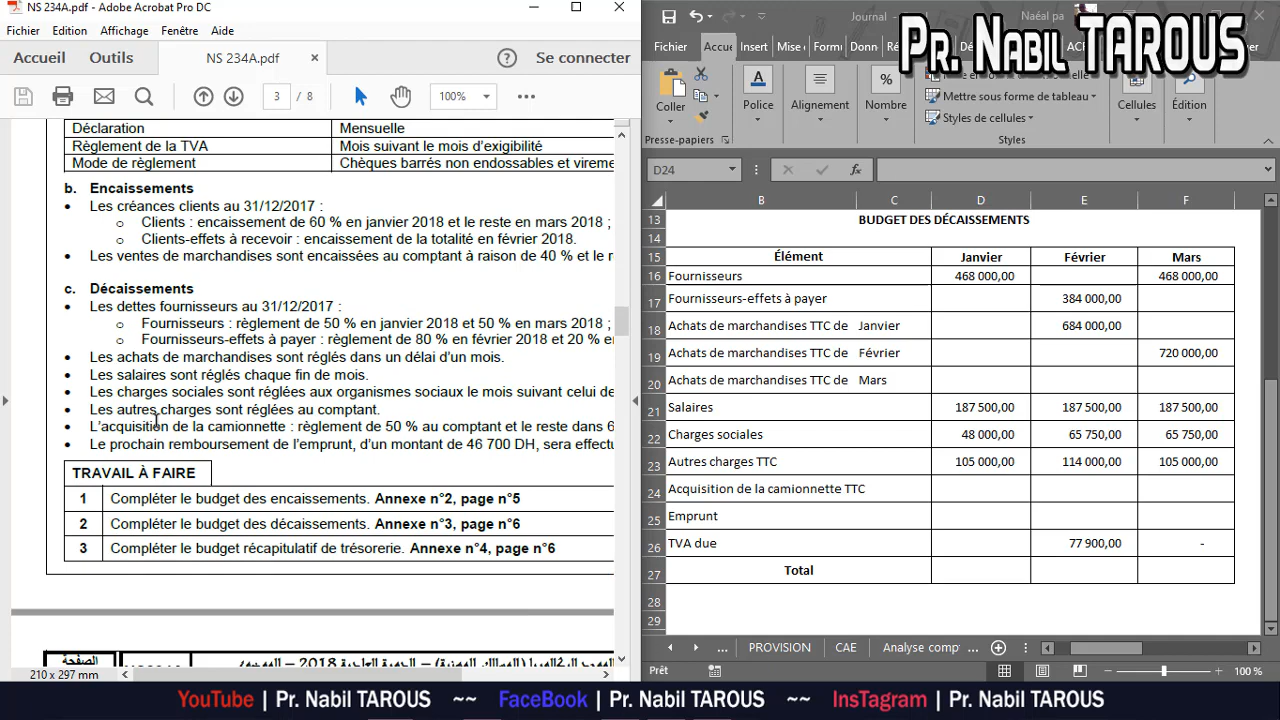 NS 234A.pdf - Adobe Acrobat Pro DC
Fichier Edition Affichage Fenêtre Aide
Accueil Outils NS 234A.pdf × ? Se connecter
3 / 8 100% •••
Déclaration Mensuelle
Règlement de la TVA Mois suivant le mois d'exigibilité
Mode de règlement Chèques barrés non endossables et vireme
b. Encaissements
• Les créances clients au 31/12/2017 :
o Clients : encaissement de 60 % en janvier 2018 et le reste en mars 2018 ;
o Clients-effets à recevoir : encaissement de la totalité en février 2018.
• Les ventes de marchandises sont encaissées au comptant à raison de 40 % et le r
c. Décaissements
• Les dettes fournisseurs au 31/12/2017 :
o Fournisseurs : règlement de 50 % en janvier 2018 et 50 % en mars 2018 ;
o Fournisseurs-effets à payer : règlement de 80 % en février 2018 et 20 % en
• Les achats de marchandises sont réglés dans un délai d'un mois.
• Les salaires sont réglés chaque fin de mois.
• Les charges sociales sont réglées aux organismes sociaux le mois suivant celui de
• Les autres charges sont réglées au comptant.
• L'acquisition de la camionnette : règlement de 50 % au comptant et le reste dans 6
• Le prochain remboursement de l'emprunt, d'un montant de 46 700 DH, sera effectu
TRAVAIL À FAIRE
1 Compléter le budget des encaissements. Annexe n°2, page n°5
2 Compléter le budget des décaissements. Annexe n°3, page n°6
3 Compléter le budget récapitulatif de trésorerie. Annexe n°4, page n°6
الصفحة
210 x 297 mm
Journal - Naéal pa
Pr. Nabil TAROUS
Fichier Accue Insert Mise Form Donn
Coller Police Alignement Nombre Mettre sous forme de tableau Cellules Édition
Styles de cellules
Presse-papiers Styles
D24 fx
B C D E F
13 BUDGET DES DÉCAISSEMENTS
14
15 Élément Janvier Février Mars
16 Fournisseurs 468 000,00 468 000,00
17 Fournisseurs-effets à payer 384 000,00
18 Achats de marchandises TTC de Janvier 684 000,00
19 Achats de marchandises TTC de Février 720 000,00
20 Achats de marchandises TTC de Mars
21 Salaires 187 500,00 187 500,00 187 500,00
22 Charges sociales 48 000,00 65 750,00 65 750,00
23 Autres charges TTC 105 000,00 114 000,00 105 000,00
24 Acquisition de la camionnette TTC
25 Emprunt
26 TVA due 77 900,00 -
27 Total
28
29
... PROVISION CAE Analyse comp ...
Prêt 100 %
YouTube | Pr. Nabil TAROUS ~~ FaceBook | Pr. Nabil TAROUS ~~ InsTagram | Pr. Nabil TAROUS